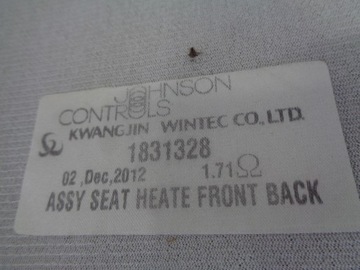 JOHNSON
CONTROLS
KWANGJIN WINTEC CO., LTD.
1831328
02 ,Dec,2012 1.71Ω
ASSY SEAT HEATE FRONT BACK